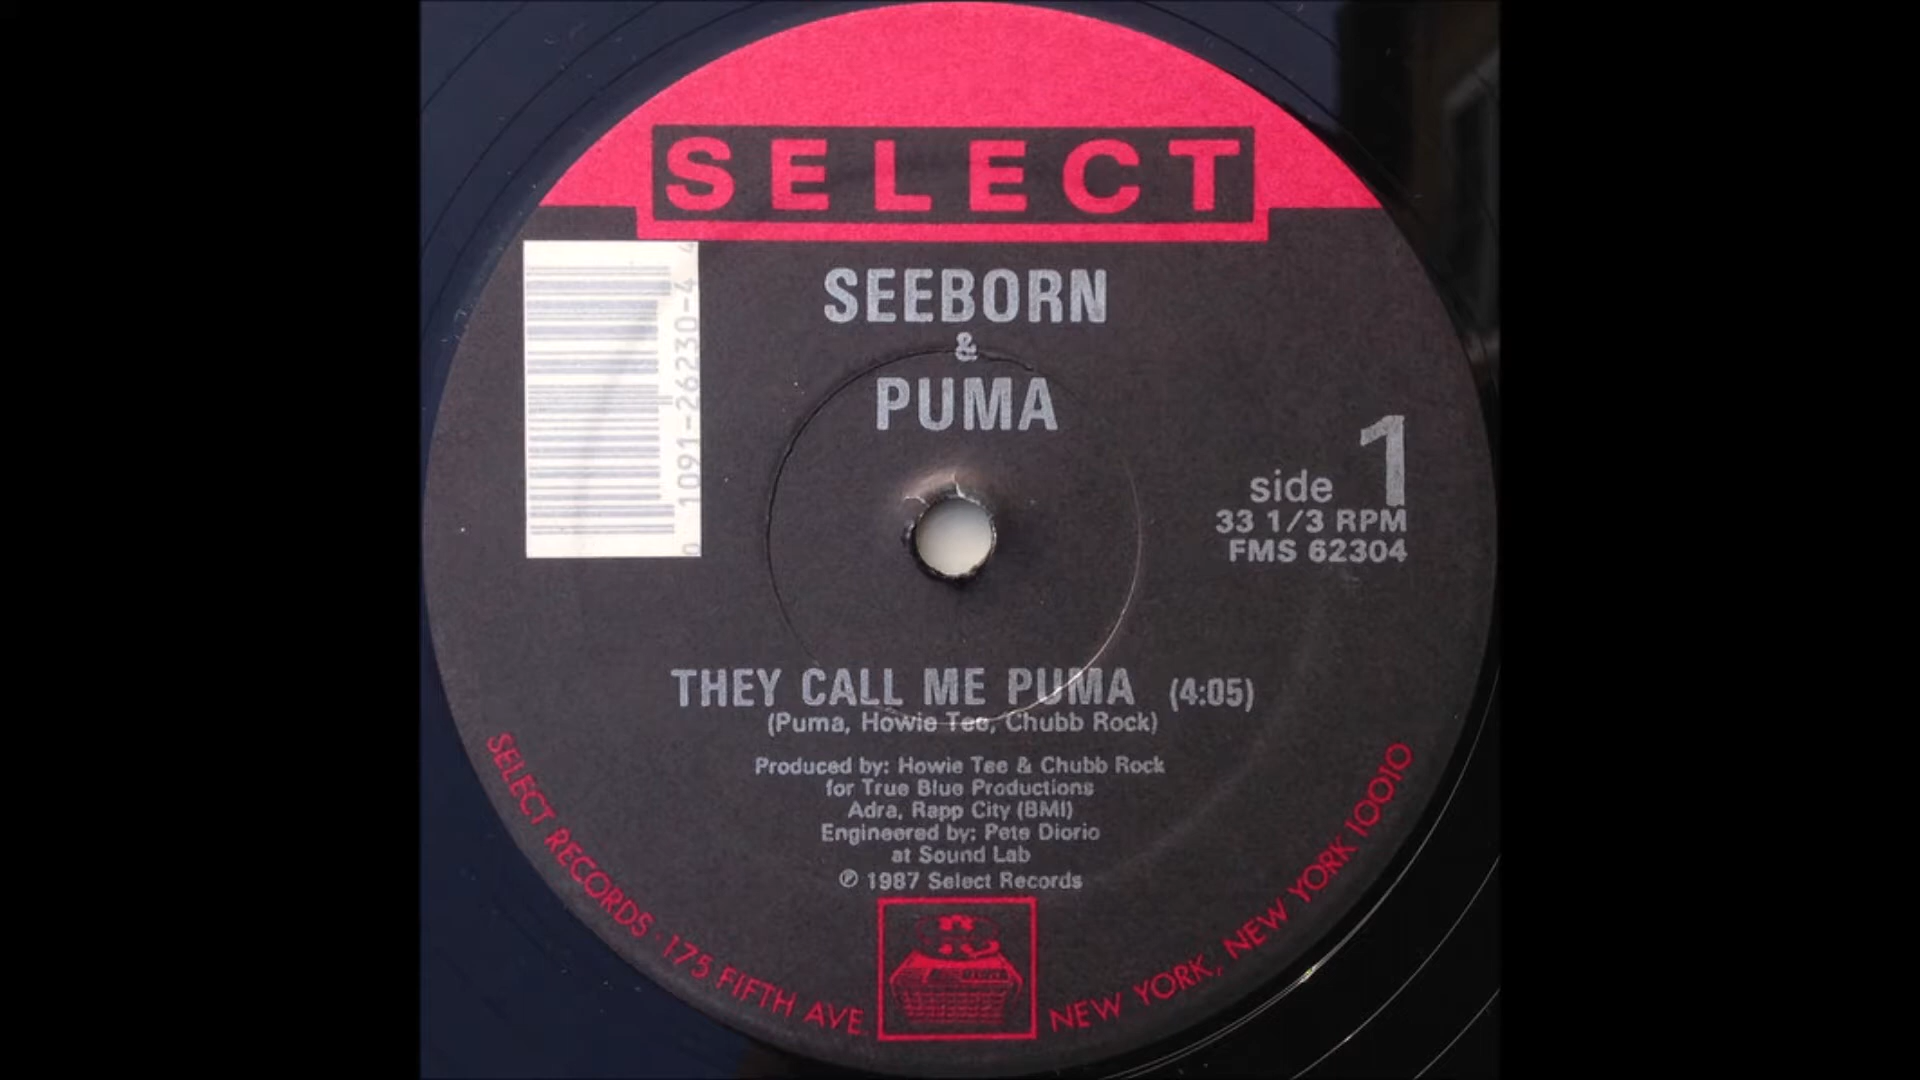 SELECT
SEEBORN
&
PUMA
side 1
33 1/3 RPM
FMS 62304
0 1091-26230-4 4
THEY CALL ME PUMA (4:05)
(Puma, Howie Tee, Chubb Rock)
Produced by: Howie Tee & Chubb Rock
for True Blue Productions
Adra, Rapp City (BMI)
Engineered by: Pete Diorio
at Sound Lab
℗ 1987 Select Records
SELECT RECORDS · 175 FIFTH AVE. NEW YORK, NEW YORK 10010